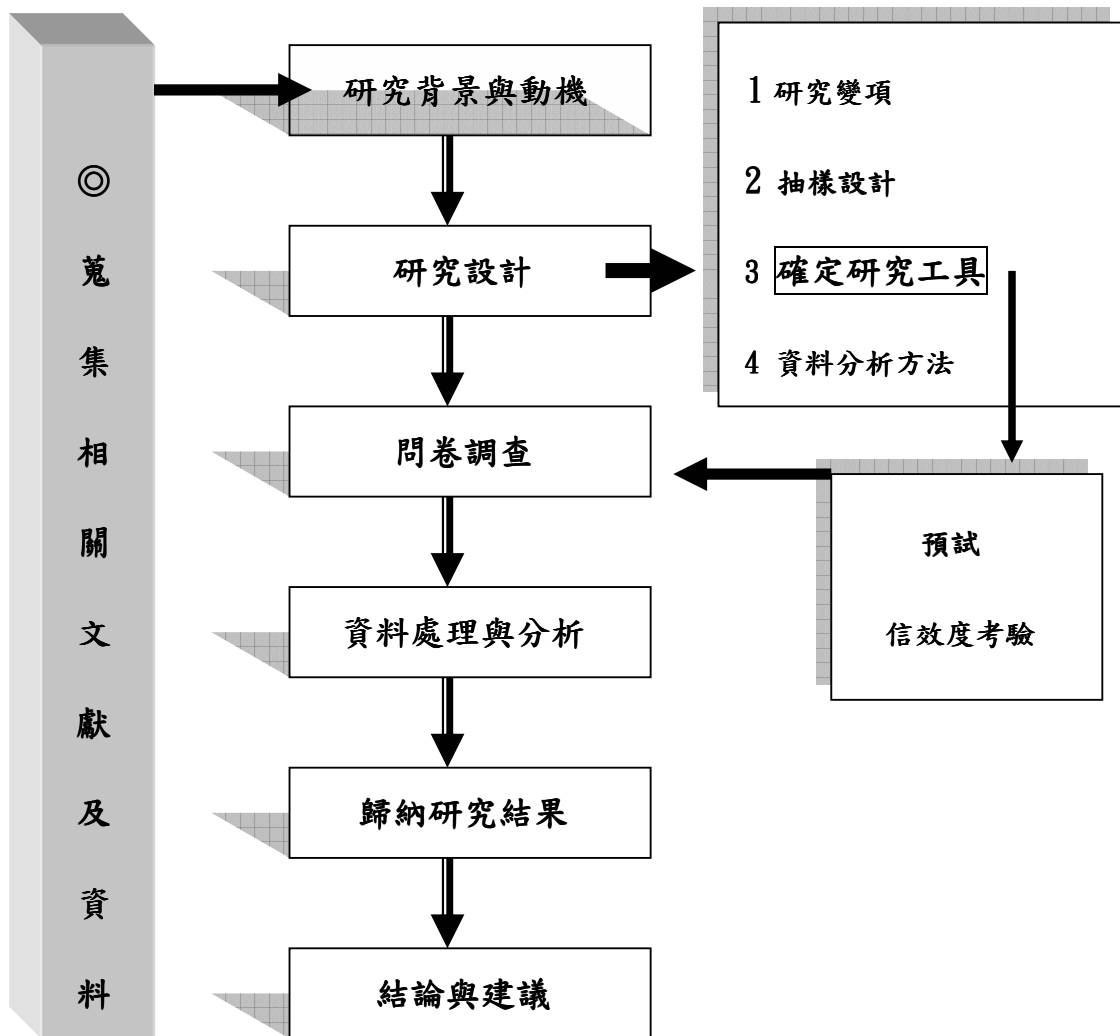 ◎蒐集相關文獻及資料
研究背景與動機
研究設計
問卷調查
資料處理與分析
歸納研究結果
結論與建議
1 研究變項
2 抽樣設計
3 確定研究工具
4 資料分析方法
預試
信效度考驗